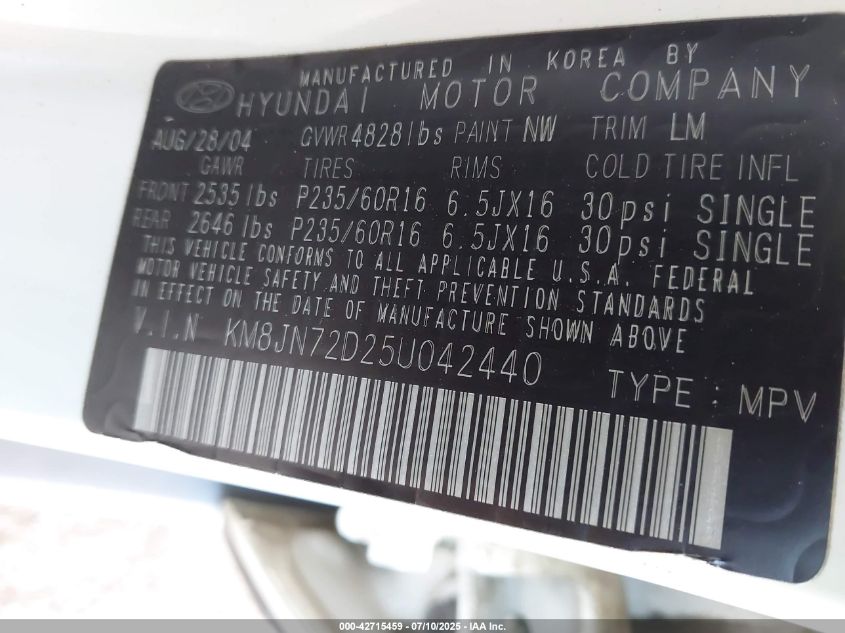 MANUFACTURED IN KOREA BY
HYUNDAI MOTOR COMPANY
AUG/28/04 GVWR 4828lbs PAINT NW TRIM LM
GAWR TIRES RIMS COLD TIRE INFL
FRONT 2535lbs P235/60R16 6.5JX16 30psi SINGLE
REAR 2646lbs P235/60R16 6.5JX16 30psi SINGLE
THIS VEHICLE CONFORMS TO ALL APPLICABLE U.S.A. FEDERAL
MOTOR VEHICLE SAFETY AND THEFT PREVENTION STANDARDS
IN EFFECT ON THE DATE OF MANUFACTURE SHOWN ABOVE
V.I.N KM8JN72D25U042440
TYPE : MPV
000-42715459 - 07/10/2025 - IAA Inc.